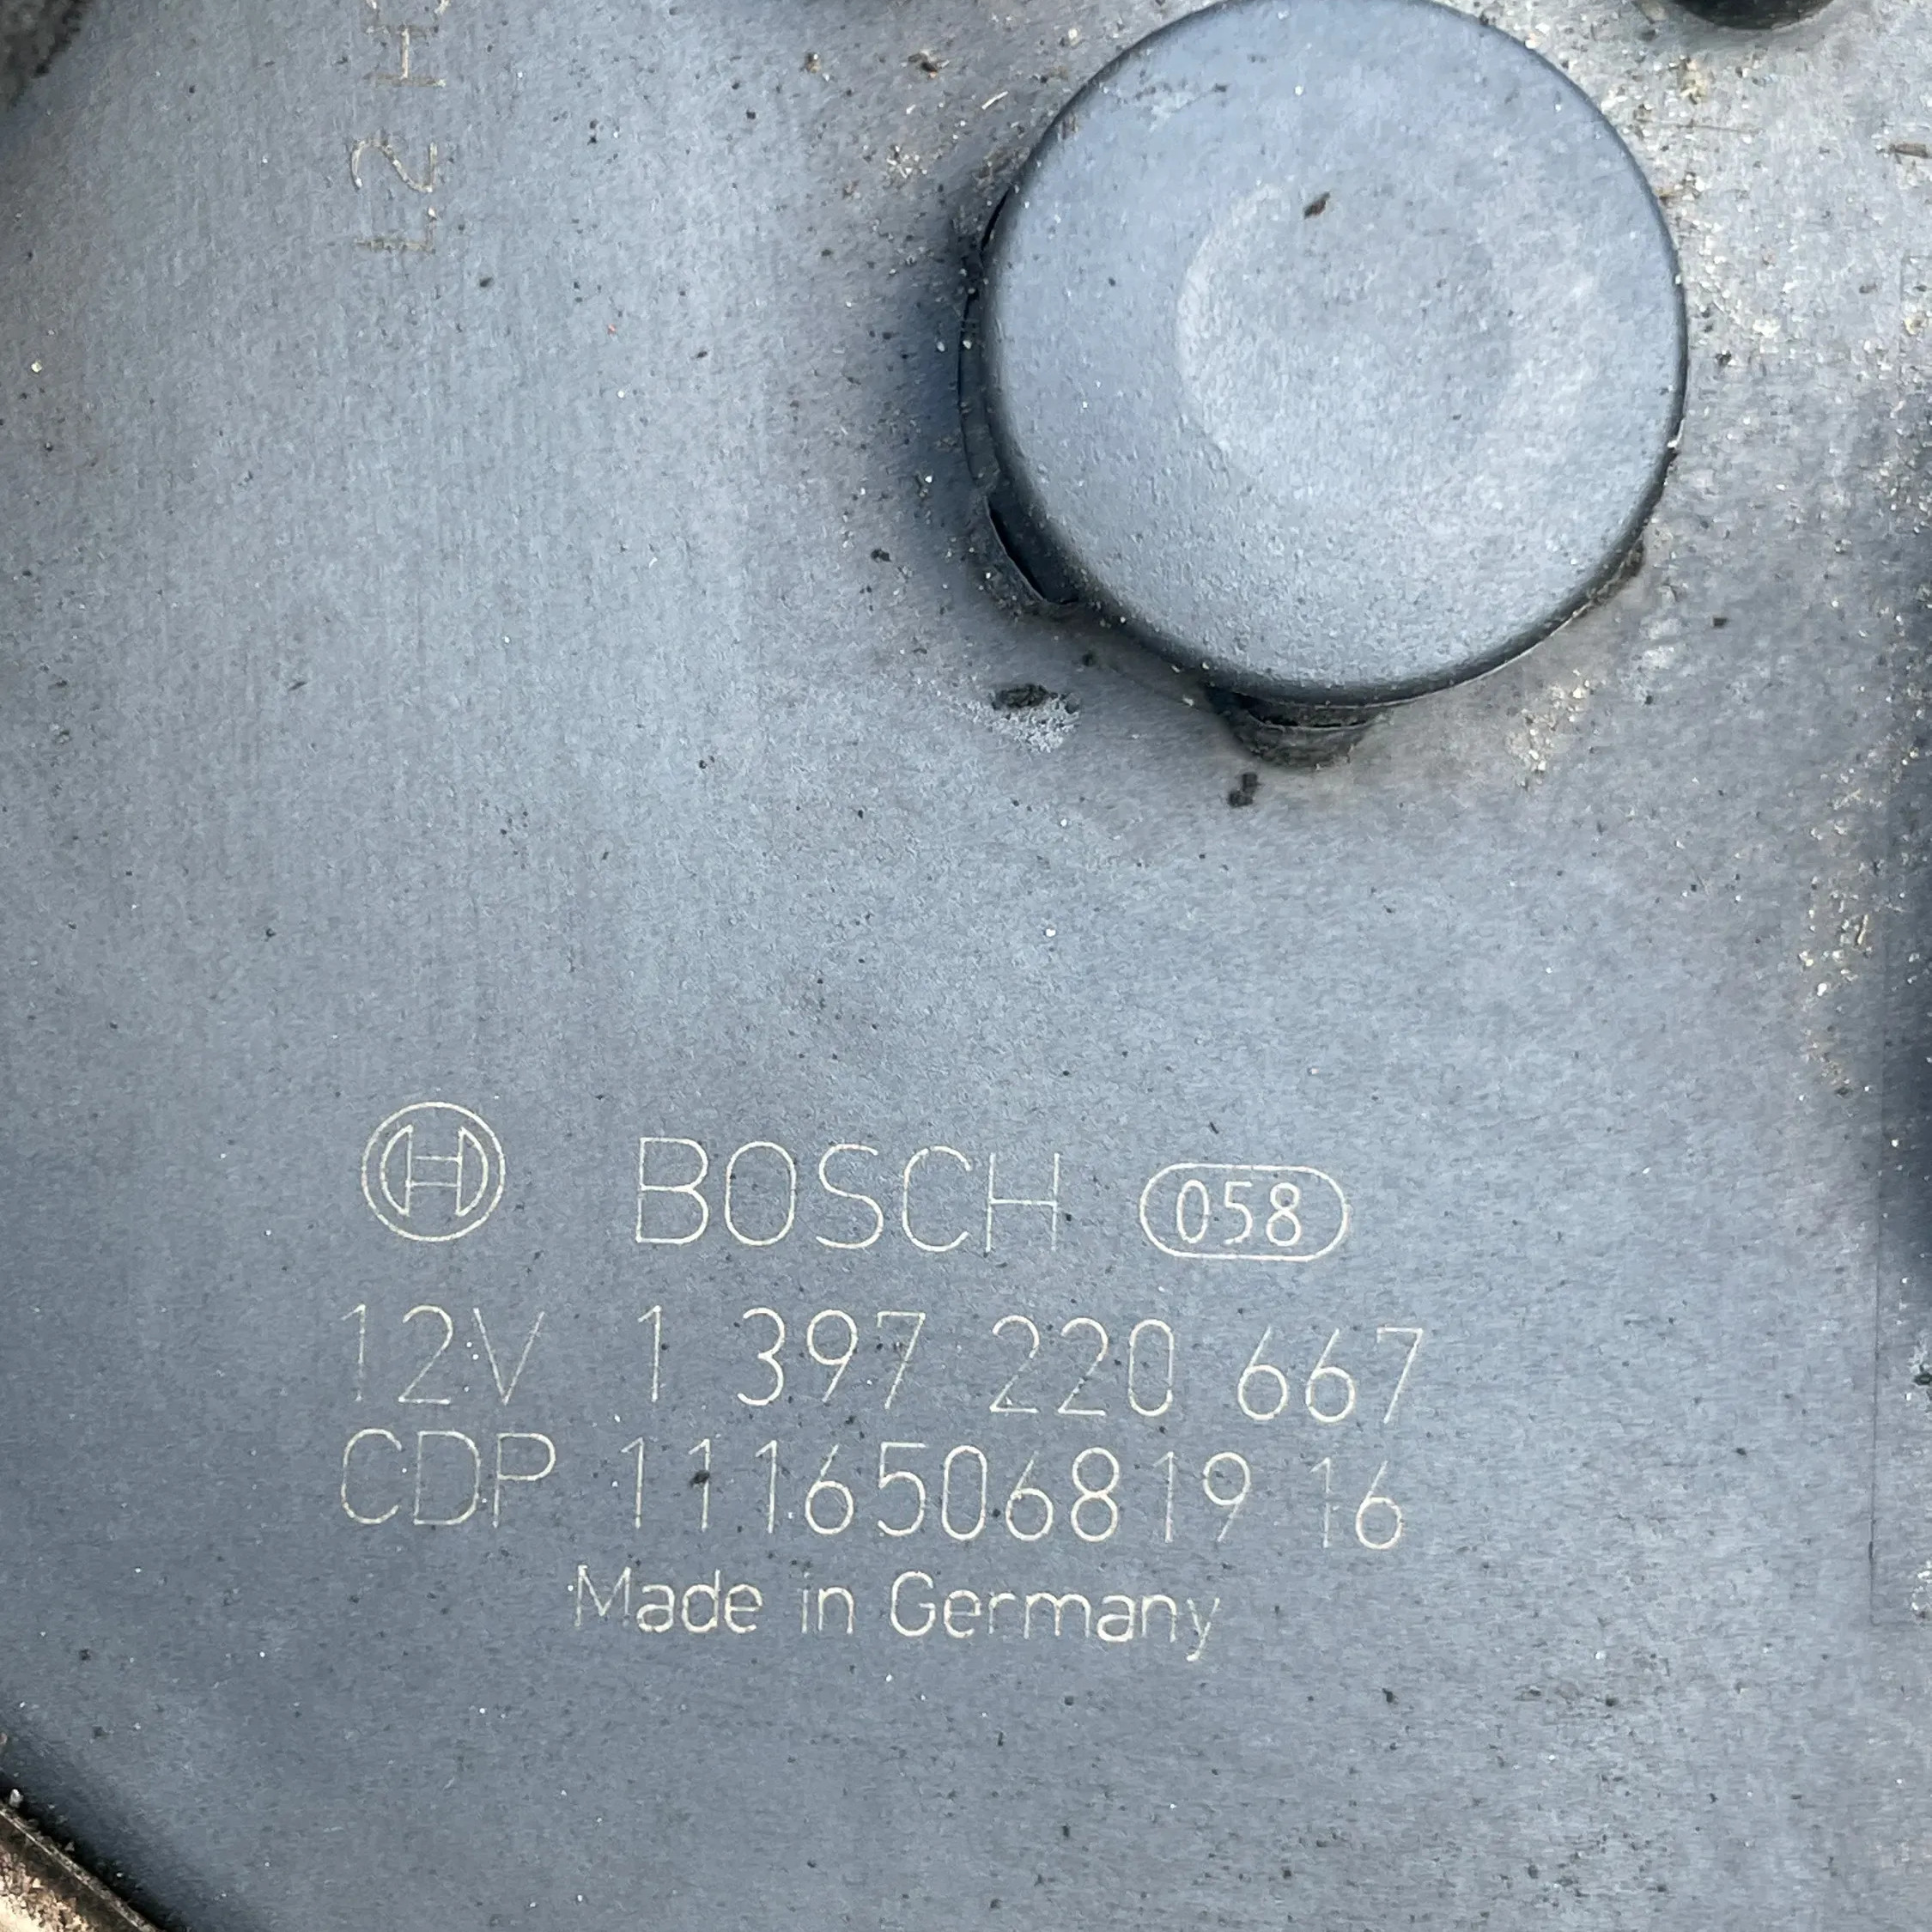 BOSCH 058
12V 1 397 220 667
CDP 1116506819 16
Made in Germany